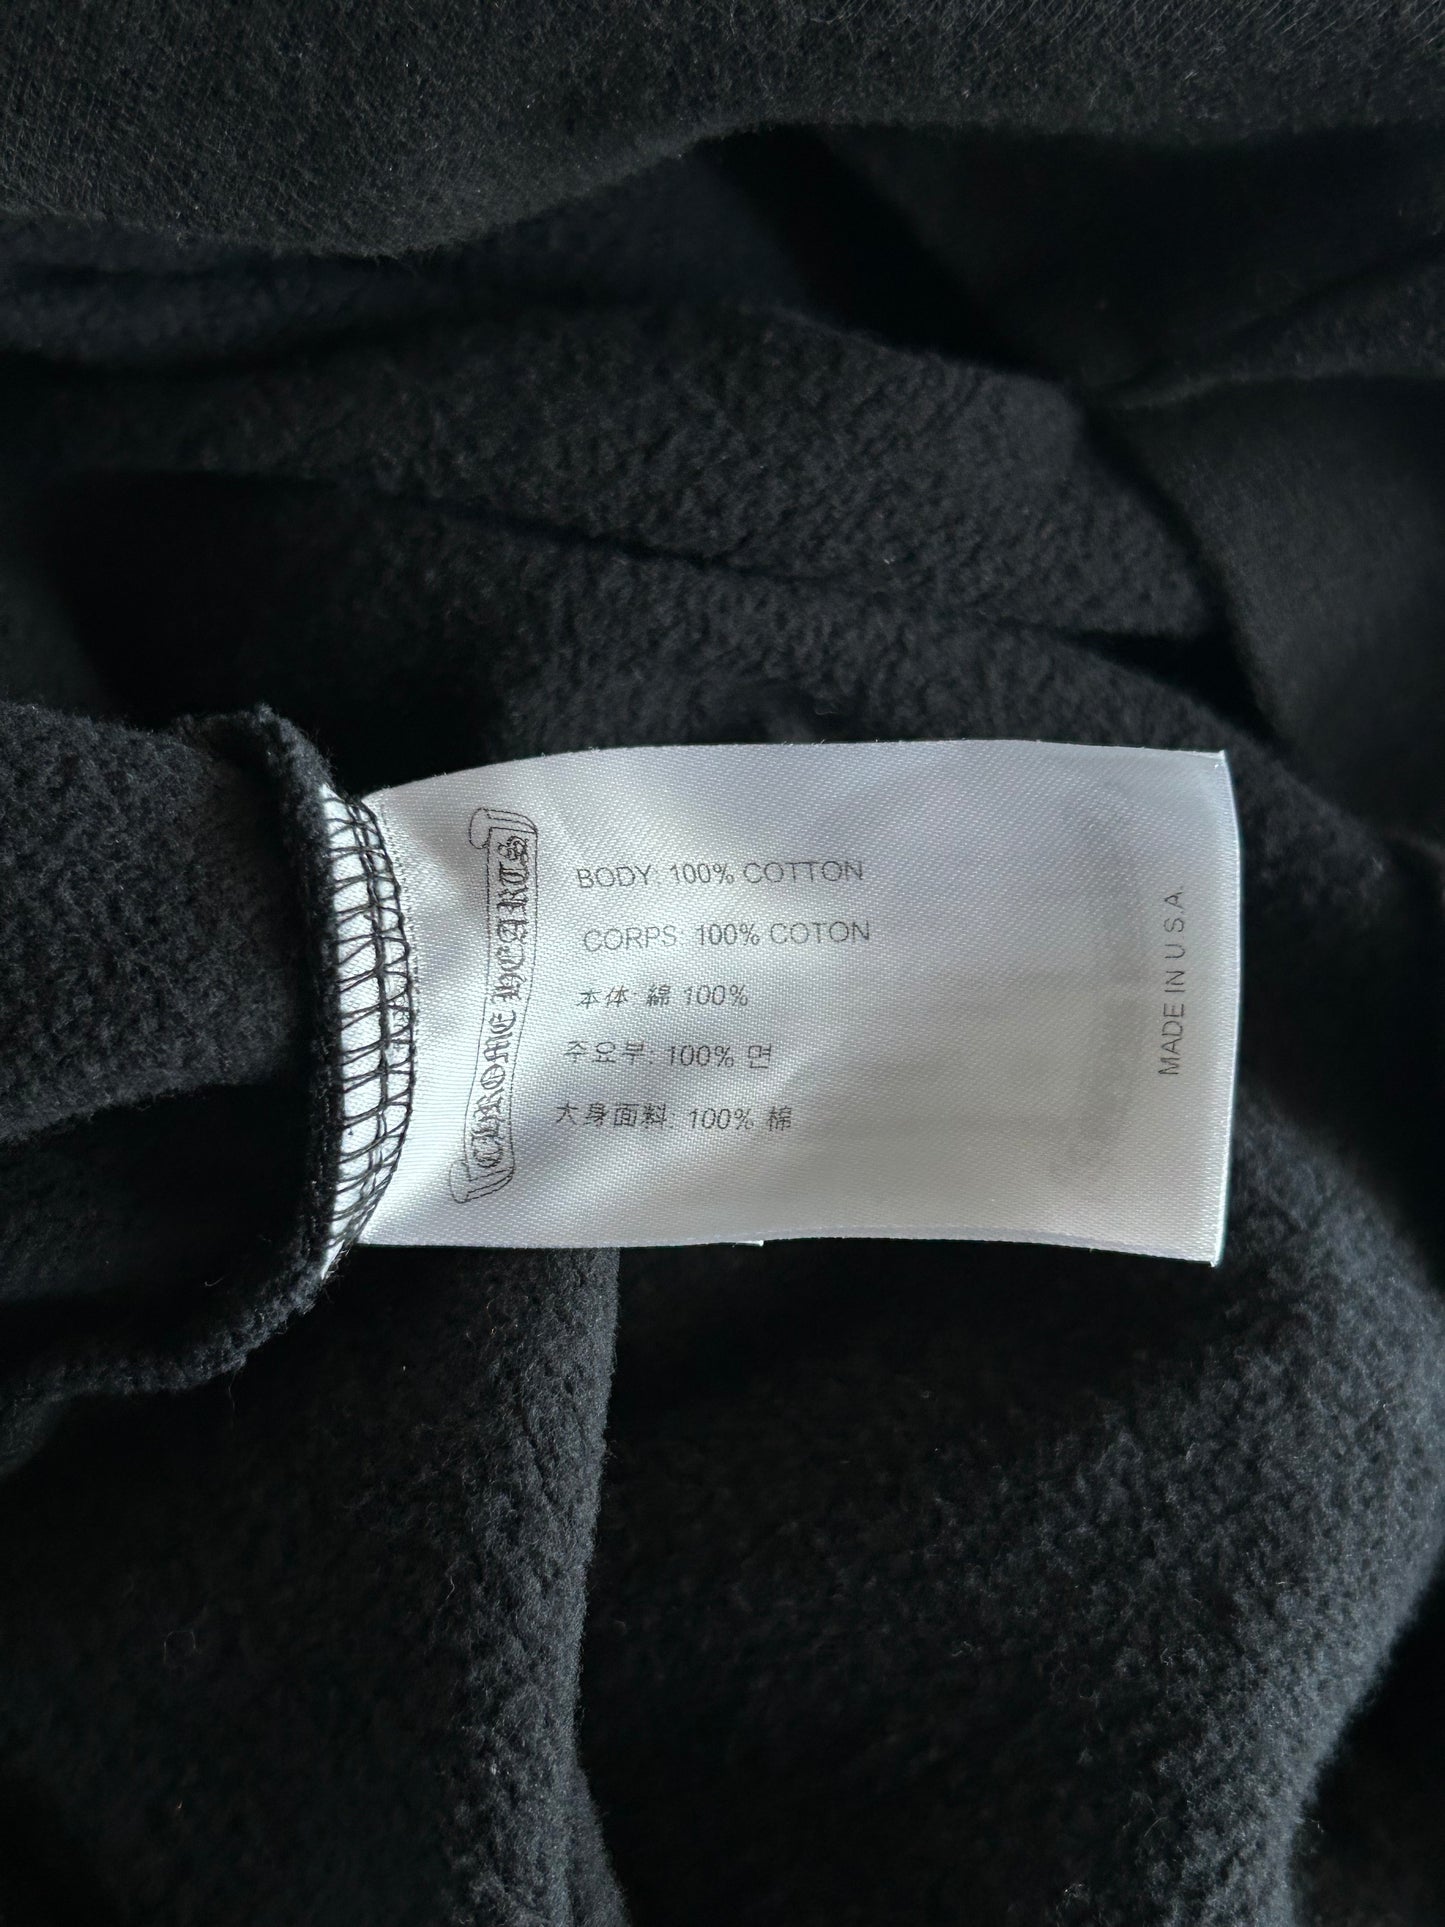 CHROME HEARTS
BODY: 100% COTTON
CORPS: 100% COTON
本体: 綿 100%
주요부: 100% 면
大身面料: 100% 棉
MADE IN U.S.A.